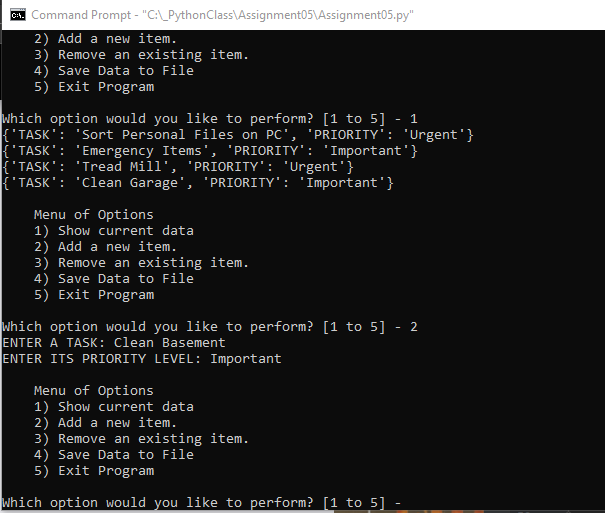 Command Prompt - "C:\_PythonClass\Assignment05\Assignment05.py"
2) Add a new item.
3) Remove an existing item.
4) Save Data to File
5) Exit Program
Which option would you like to perform? [1 to 5] - 1
{'TASK': 'Sort Personal Files on PC', 'PRIORITY': 'Urgent'}
{'TASK': 'Emergency Items', 'PRIORITY': 'Important'}
{'TASK': 'Tread Mill', 'PRIORITY': 'Urgent'}
{'TASK': 'Clean Garage', 'PRIORITY': 'Important'}
Menu of Options
1) Show current data
2) Add a new item.
3) Remove an existing item.
4) Save Data to File
5) Exit Program
Which option would you like to perform? [1 to 5] - 2
ENTER A TASK: Clean Basement
ENTER ITS PRIORITY LEVEL: Important
Menu of Options
1) Show current data
2) Add a new item.
3) Remove an existing item.
4) Save Data to File
5) Exit Program
Which option would you like to perform? [1 to 5] -